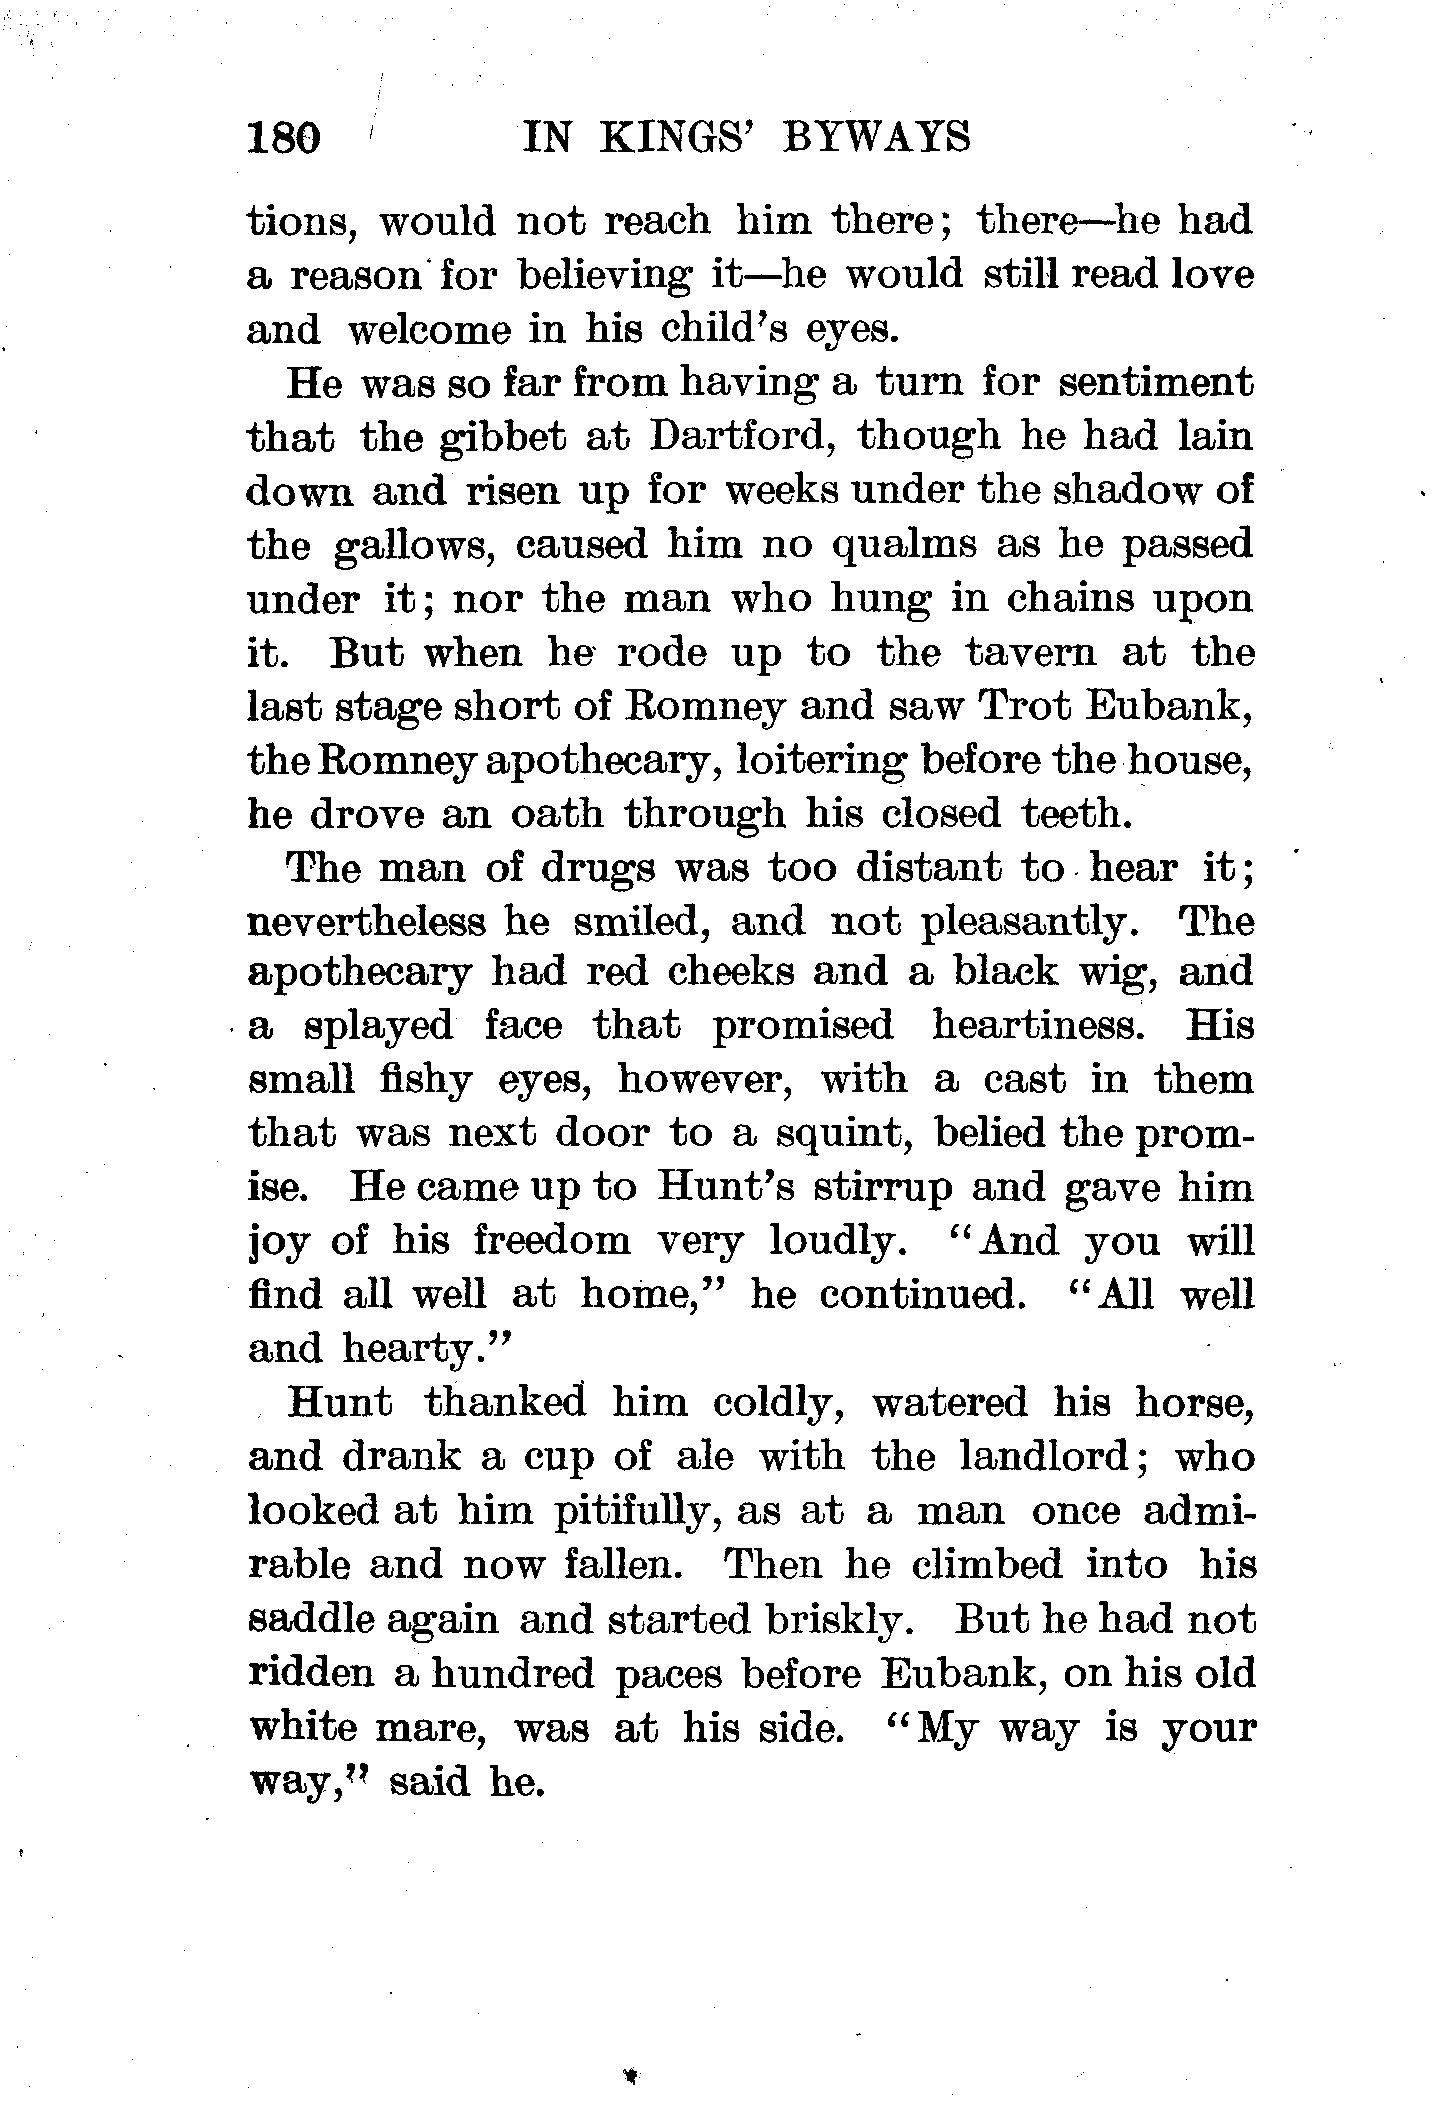 180 IN KINGS' BYWAYS
tions, would not reach him there; there—he had
a reason for believing it—he would still read love
and welcome in his child's eyes.
He was so far from having a turn for sentiment
that the gibbet at Dartford, though he had lain
down and risen up for weeks under the shadow of
the gallows, caused him no qualms as he passed
under it; nor the man who hung in chains upon
it. But when he rode up to the tavern at the
last stage short of Romney and saw Trot Eubank,
the Romney apothecary, loitering before the house,
he drove an oath through his closed teeth.
The man of drugs was too distant to hear it;
nevertheless he smiled, and not pleasantly. The
apothecary had red cheeks and a black wig, and
a splayed face that promised heartiness. His
small fishy eyes, however, with a cast in them
that was next door to a squint, belied the prom-
ise. He came up to Hunt's stirrup and gave him
joy of his freedom very loudly. "And you will
find all well at home," he continued. "All well
and hearty."
Hunt thanked him coldly, watered his horse,
and drank a cup of ale with the landlord; who
looked at him pitifully, as at a man once admi-
rable and now fallen. Then he climbed into his
saddle again and started briskly. But he had not
ridden a hundred paces before Eubank, on his old
white mare, was at his side. "My way is your
way," said he.